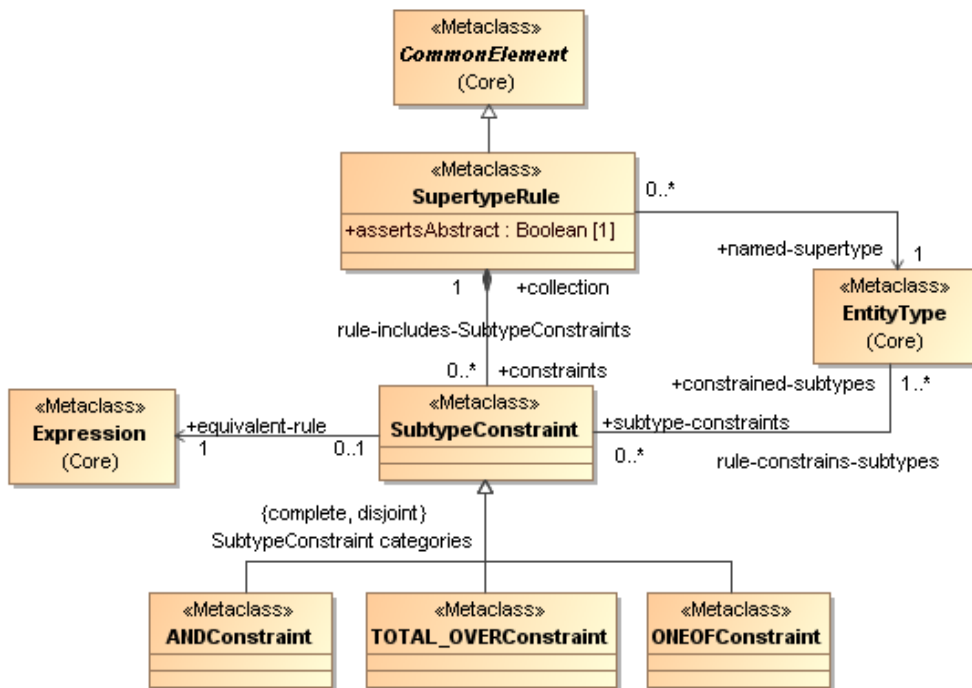 «Metaclass»
CommonElement
(Core)
«Metaclass»
SupertypeRule
+assertsAbstract : Boolean [1]
0..*
+named-supertype
1
1
+collection
«Metaclass»
EntityType
(Core)
rule-includes-SubtypeConstraints
0..*
+constraints
+constrained-subtypes
1..*
«Metaclass»
Expression
(Core)
+equivalent-rule
1
0..1
«Metaclass»
SubtypeConstraint
+subtype-constraints
0..*
rule-constrains-subtypes
{complete, disjoint}
SubtypeConstraint categories
«Metaclass»
ANDConstraint
«Metaclass»
TOTAL_OVERConstraint
«Metaclass»
ONEOFConstraint